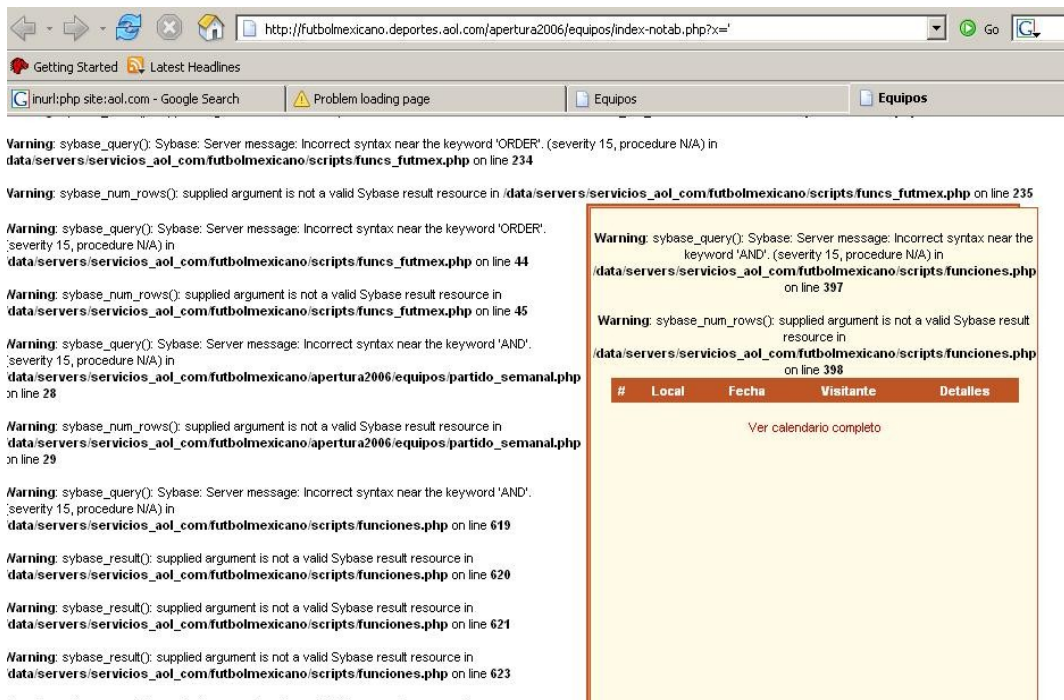 http://futbolmexicano.deportes.aol.com/apertura2006/equipos/index-notab.php?x='
Go
G
Getting Started
Latest Headlines
inurl:php site:aol.com - Google Search
Problem loading page
Equipos
Equipos
Warning: sybase_query(): Sybase: Server message: Incorrect syntax near the keyword 'ORDER'. (severity 15, procedure N/A) in
data/servers/servicios_aol_com/futbolmexicano/scripts/funcs_futmex.php on line 234
Warning: sybase_num_rows(): supplied argument is not a valid Sybase result resource in /data/servers/servicios_aol_com/futbolmexicano/scripts/funcs_futmex.php on line 235
Warning: sybase_query(): Sybase: Server message: Incorrect syntax near the keyword 'ORDER'.
(severity 15, procedure N/A) in
/data/servers/servicios_aol_com/futbolmexicano/scripts/funcs_futmex.php on line 44
Warning: sybase_num_rows(): supplied argument is not a valid Sybase result resource in
/data/servers/servicios_aol_com/futbolmexicano/scripts/funcs_futmex.php on line 45
Warning: sybase_query(): Sybase: Server message: Incorrect syntax near the keyword 'AND'.
(severity 15, procedure N/A) in
/data/servers/servicios_aol_com/futbolmexicano/apertura2006/equipos/partido_semanal.php
on line 28
Warning: sybase_num_rows(): supplied argument is not a valid Sybase result resource in
/data/servers/servicios_aol_com/futbolmexicano/apertura2006/equipos/partido_semanal.php
on line 29
Warning: sybase_query(): Sybase: Server message: Incorrect syntax near the keyword 'AND'.
(severity 15, procedure N/A) in
/data/servers/servicios_aol_com/futbolmexicano/scripts/funciones.php on line 619
Warning: sybase_result(): supplied argument is not a valid Sybase result resource in
/data/servers/servicios_aol_com/futbolmexicano/scripts/funciones.php on line 620
Warning: sybase_result(): supplied argument is not a valid Sybase result resource in
/data/servers/servicios_aol_com/futbolmexicano/scripts/funciones.php on line 621
Warning: sybase_result(): supplied argument is not a valid Sybase result resource in
/data/servers/servicios_aol_com/futbolmexicano/scripts/funciones.php on line 623
Warning: sybase_query(): Sybase: Server message: Incorrect syntax near the
keyword 'AND'. (severity 15, procedure N/A) in
/data/servers/servicios_aol_com/futbolmexicano/scripts/funciones.php
on line 397
Warning: sybase_num_rows(): supplied argument is not a valid Sybase result
resource in
/data/servers/servicios_aol_com/futbolmexicano/scripts/funciones.php
on line 398
# Local Fecha Visitante Detalles
Ver calendario completo